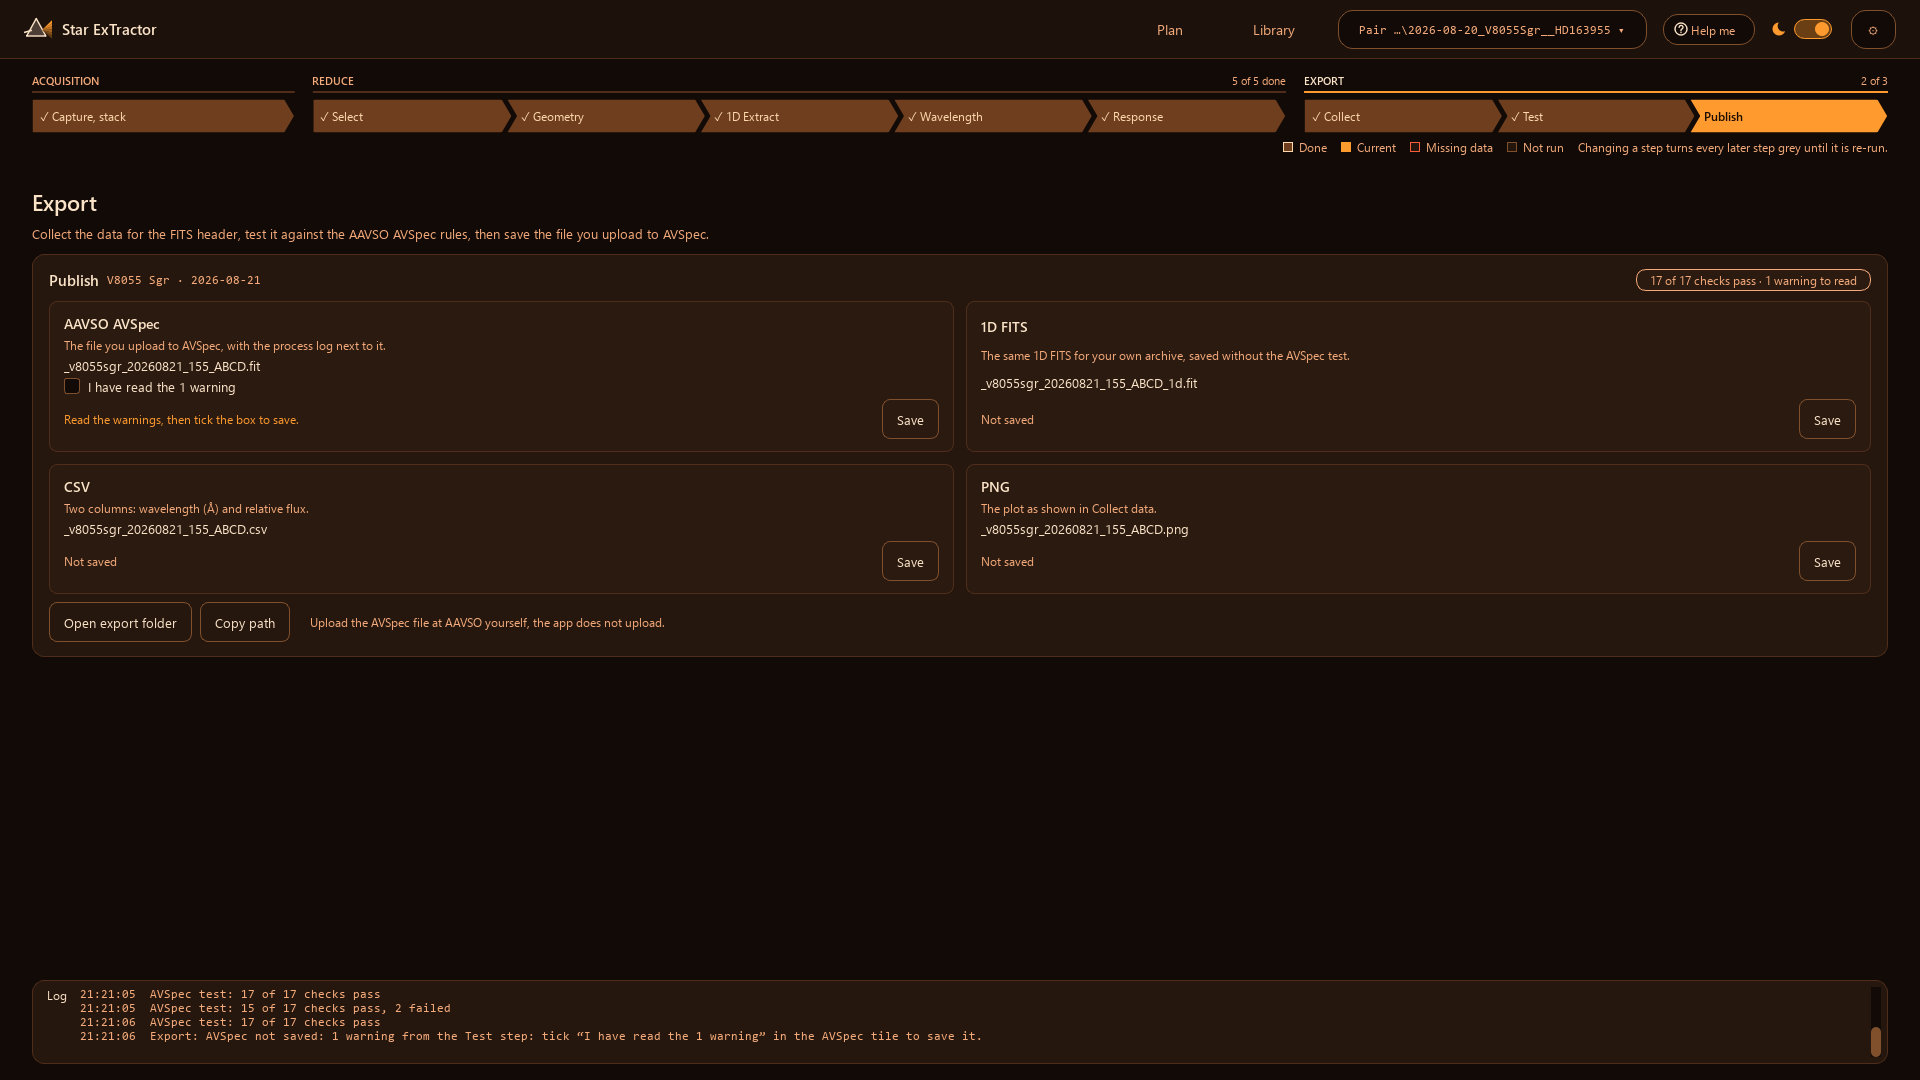 Star ExTractor
Plan
Library
Pair …\2026-08-20_V8055Sgr__HD163955 ▾
Help me
ACQUISITION
REDUCE
5 of 5 done
EXPORT
2 of 3
✓ Capture, stack
✓ Select
✓ Geometry
✓ 1D Extract
✓ Wavelength
✓ Response
✓ Collect
✓ Test
Publish
Done
Current
Missing data
Not run
Changing a step turns every later step grey until it is re-run.
Export
Collect the data for the FITS header, test it against the AAVSO AVSpec rules, then save the file you upload to AVSpec.
Publish V8055 Sgr · 2026-08-21
17 of 17 checks pass · 1 warning to read
AAVSO AVSpec
The file you upload to AVSpec, with the process log next to it.
_v8055sgr_20260821_155_ABCD.fit
I have read the 1 warning
Read the warnings, then tick the box to save.
Save
1D FITS
The same 1D FITS for your own archive, saved without the AVSpec test.
_v8055sgr_20260821_155_ABCD_1d.fit
Not saved
Save
CSV
Two columns: wavelength (Å) and relative flux.
_v8055sgr_20260821_155_ABCD.csv
Not saved
Save
PNG
The plot as shown in Collect data.
_v8055sgr_20260821_155_ABCD.png
Not saved
Save
Open export folder
Copy path
Upload the AVSpec file at AAVSO yourself, the app does not upload.
Log
21:21:05 AVSpec test: 17 of 17 checks pass
21:21:05 AVSpec test: 15 of 17 checks pass, 2 failed
21:21:06 AVSpec test: 17 of 17 checks pass
21:21:06 Export: AVSpec not saved: 1 warning from the Test step: tick “I have read the 1 warning” in the AVSpec tile to save it.